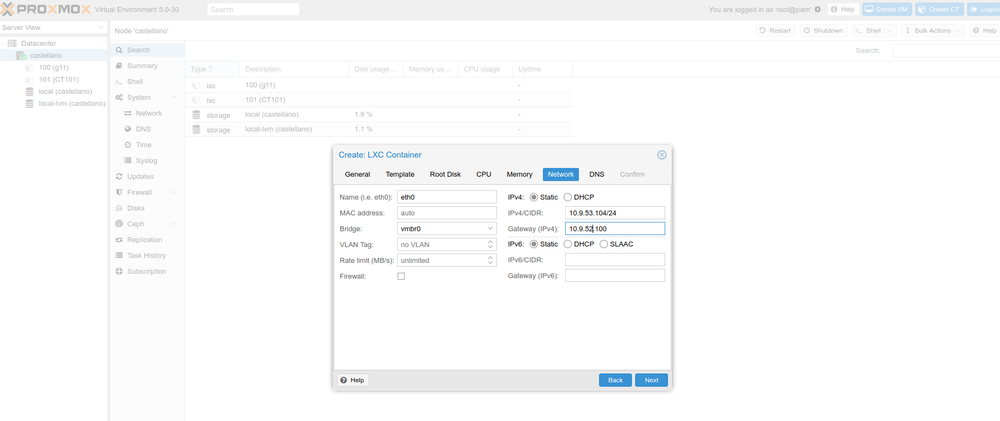 PROXMOX Virtual Environment 5.0-30 Search You are logged in as 'root@pam' Help Create VM Create CT Logou
Server View
Node 'castellano' Restart Shutdown >_ Shell Bulk Actions Help
Datacenter
castellano
100 (g11)
101 (CT101)
local (castellano)
local-lvm (castellano)
Search
Summary
>_ Shell
System
Network
DNS
Time
Syslog
Updates
Firewall
Disks
Ceph
Replication
Task History
Subscription
Search:
Type Description Disk usage... Memory us... CPU usage Uptime
lxc 100 (g11) -
lxc 101 (CT101) -
storage local (castellano) 1.9 % -
storage local-lvm (castellano) 1.1 % -
Create: LXC Container
General Template Root Disk CPU Memory Network DNS Confirm
Name (i.e. eth0): eth0
MAC address: auto
Bridge: vmbr0
VLAN Tag: no VLAN
Rate limit (MB/s): unlimited
Firewall:
IPv4: Static DHCP
IPv4/CIDR: 10.9.53.104/24
Gateway (IPv4): 10.9.52.100
IPv6: Static DHCP SLAAC
IPv6/CIDR:
Gateway (IPv6):
Help Back Next